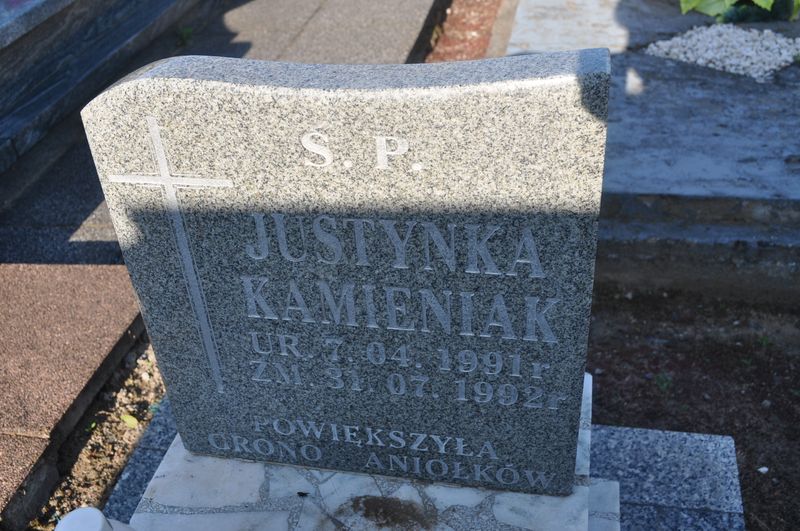 Ś. P.
JUSTYNKA
KAMIENIAK
UR. 7. 04. 1991r
ZM 31. 07. 1992r
POWIĘKSZYŁA
GRONO ANIOŁKÓW